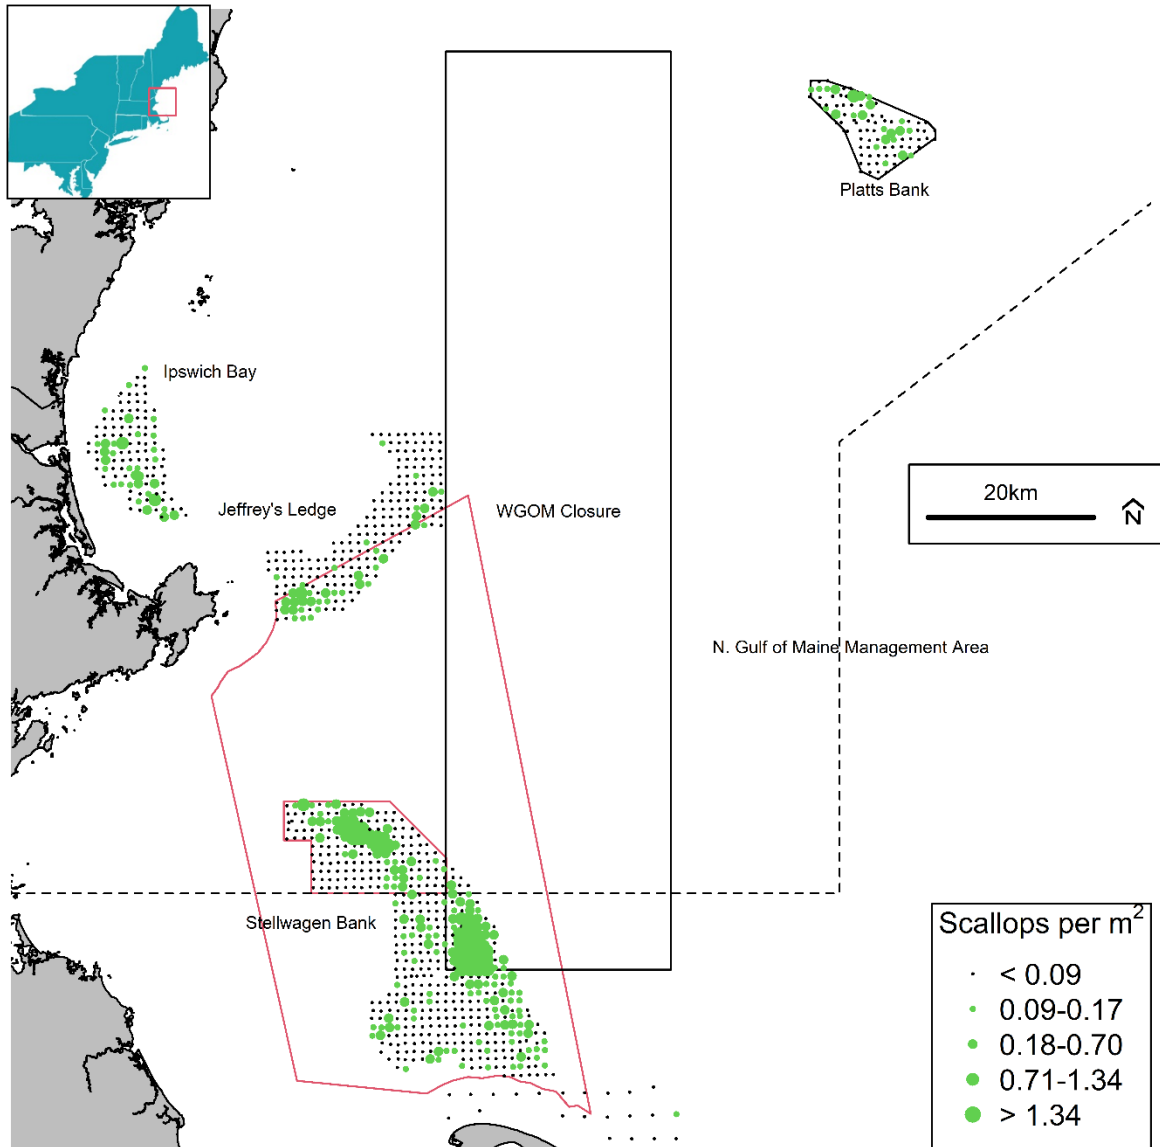 Platts Bank
Ipswich Bay
Jeffrey's Ledge
WGOM Closure
20km
N
N. Gulf of Maine Management Area
Stellwagen Bank
Scallops per m²
< 0.09
0.09-0.17
0.18-0.70
0.71-1.34
> 1.34